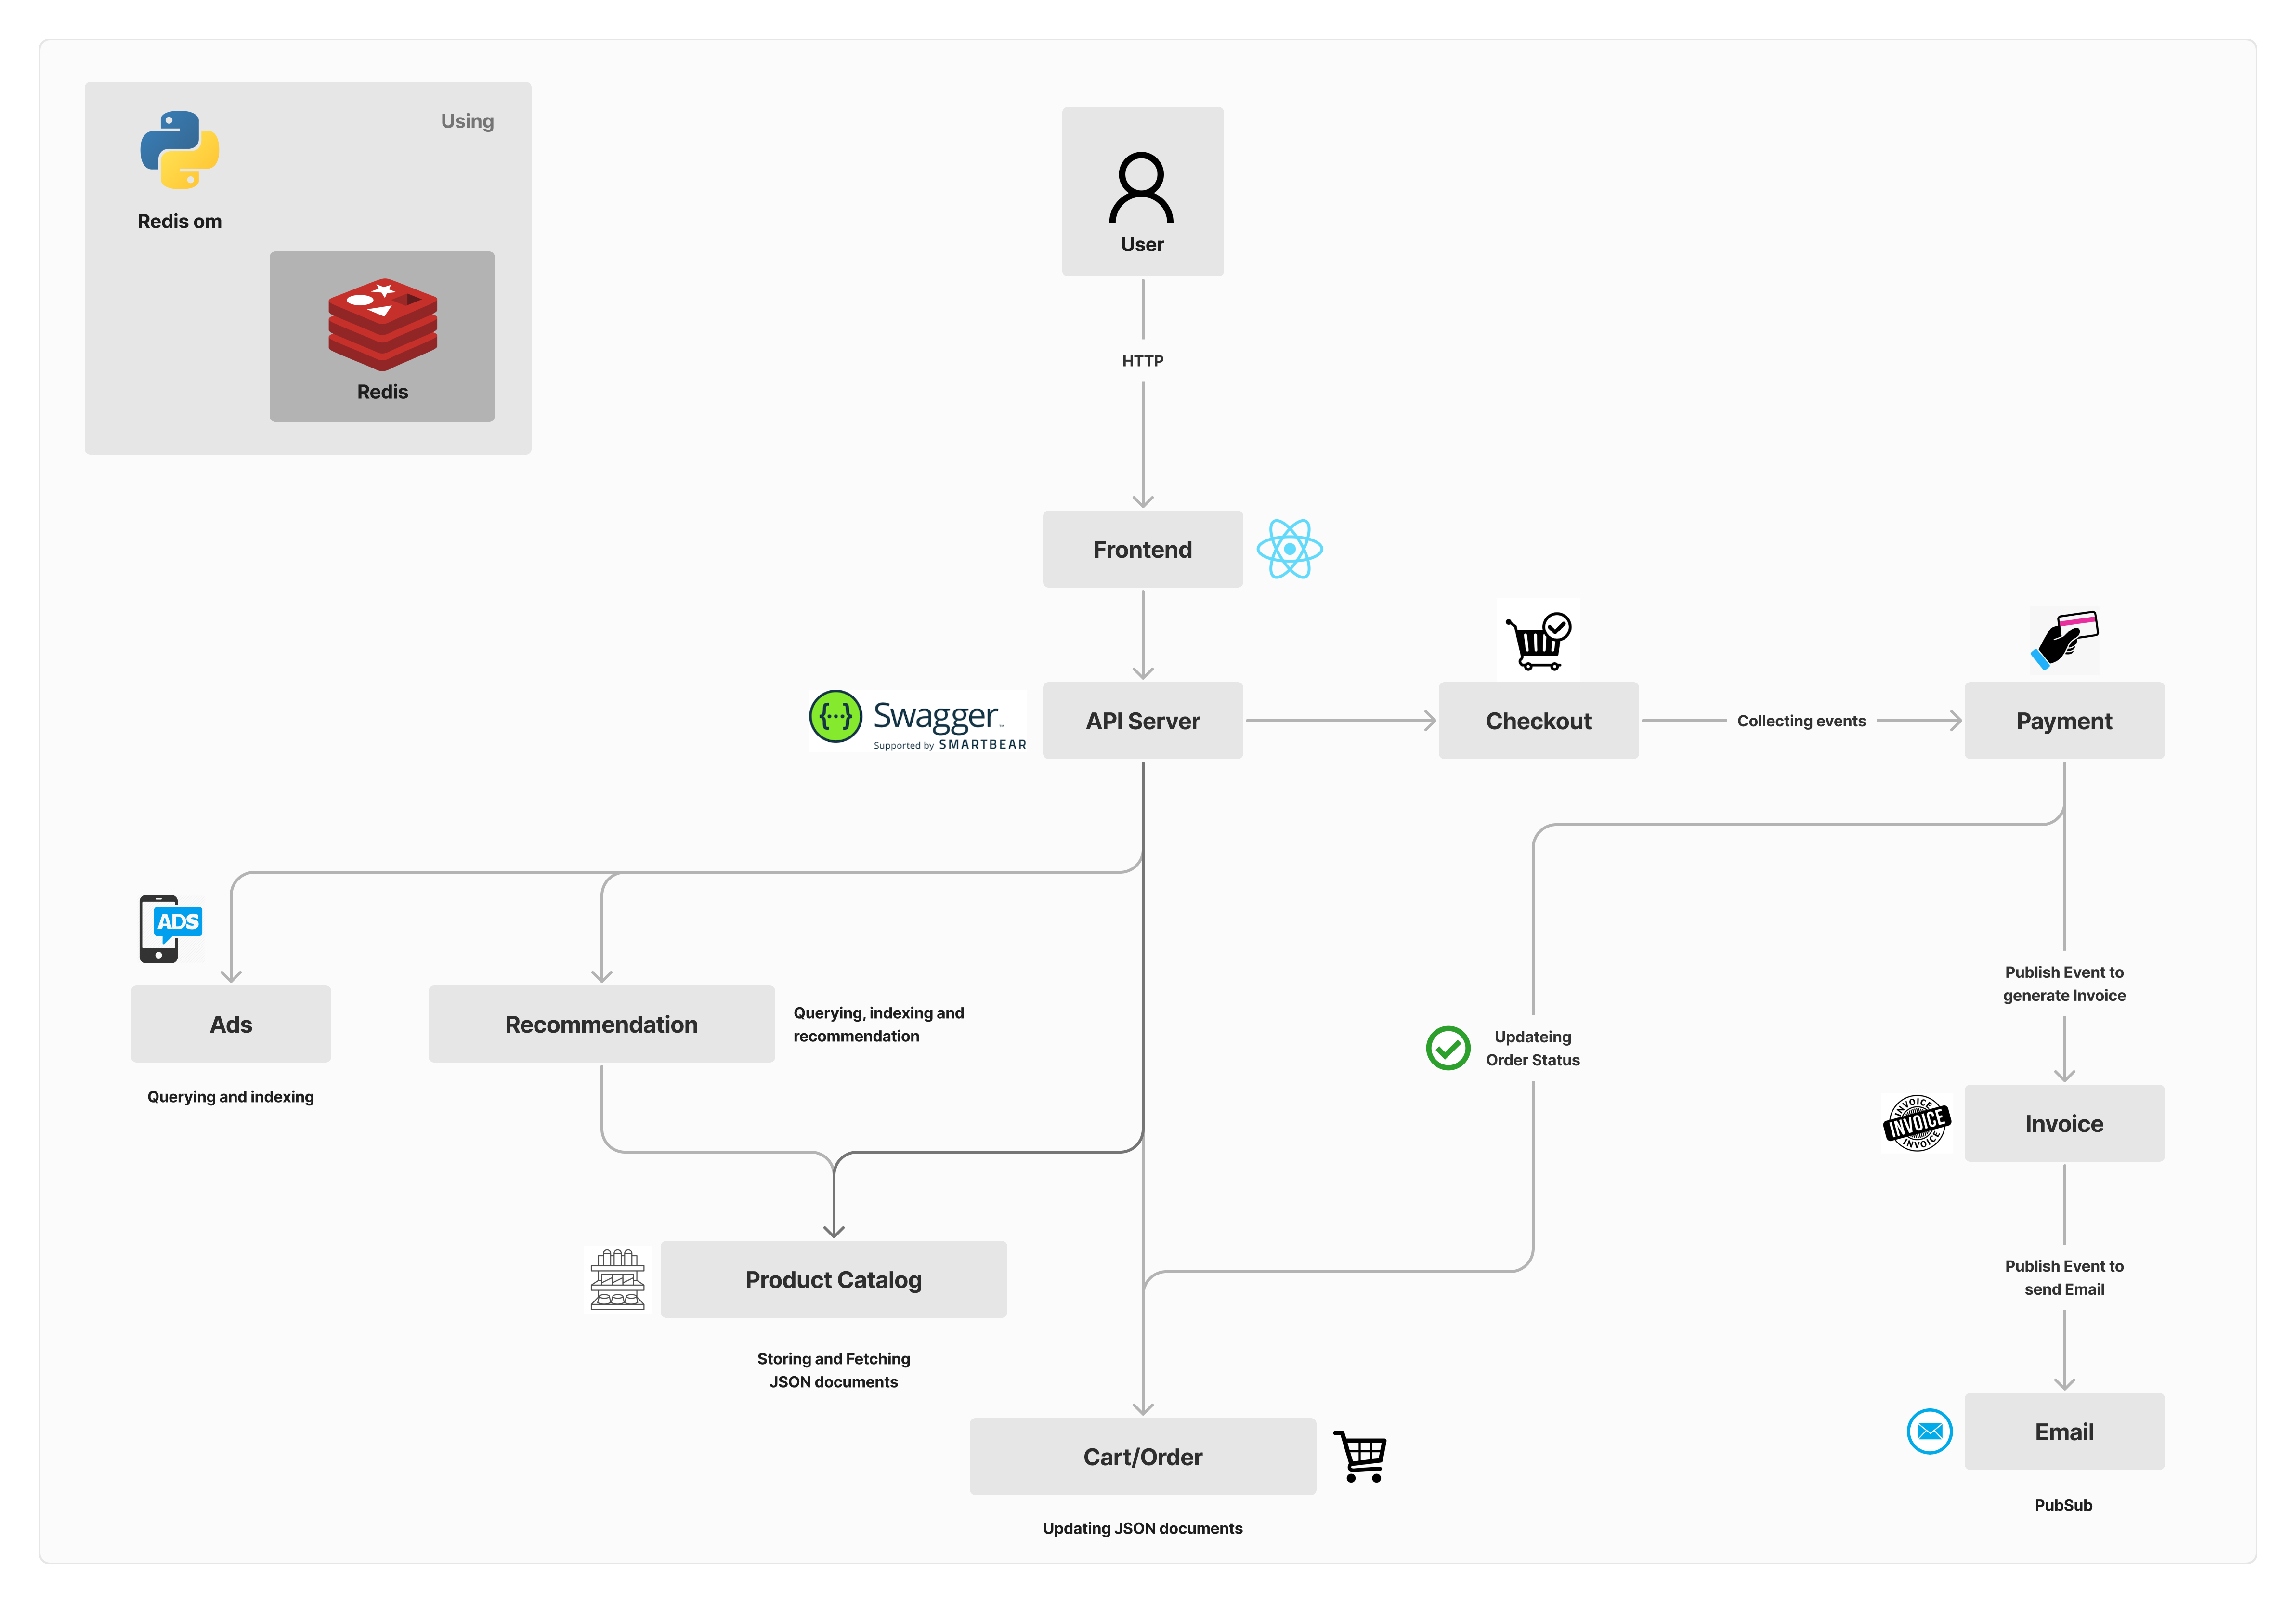 Using
Redis om
Redis
User
HTTP
Frontend
Swagger
Supported by SMARTBEAR
API Server
Checkout
Collecting events
Payment
ADS
Ads
Querying and indexing
Recommendation
Querying, indexing and
recommendation
Updateing
Order Status
Publish Event to
generate Invoice
INVOICE
INVOICE
INVOICE
Invoice
Product Catalog
Storing and Fetching
JSON documents
Publish Event to
send Email
Cart/Order
Updating JSON documents
Email
PubSub